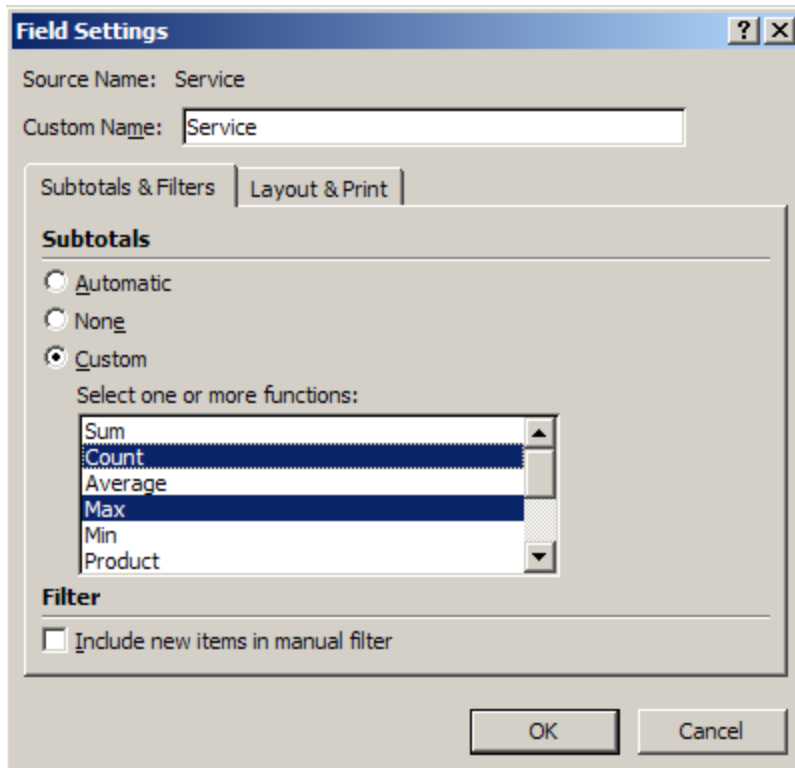 Field Settings
Source Name: Service
Custom Name: Service
Subtotals & Filters Layout & Print
Subtotals
Automatic
None
Custom
Select one or more functions:
Sum
Count
Average
Max
Min
Product
Filter
Include new items in manual filter
OK Cancel